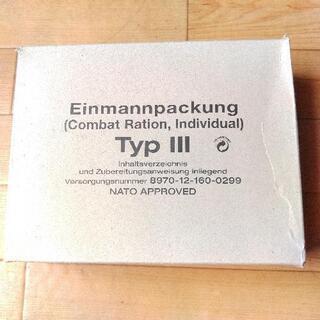 Einmannpackung
(Combat Ration, Individual)
Typ III
Inhaltsverzeichnis
und Zubereitungsanweisung inliegend
Versorgungsnummer 8970-12-160-0299
NATO APPROVED